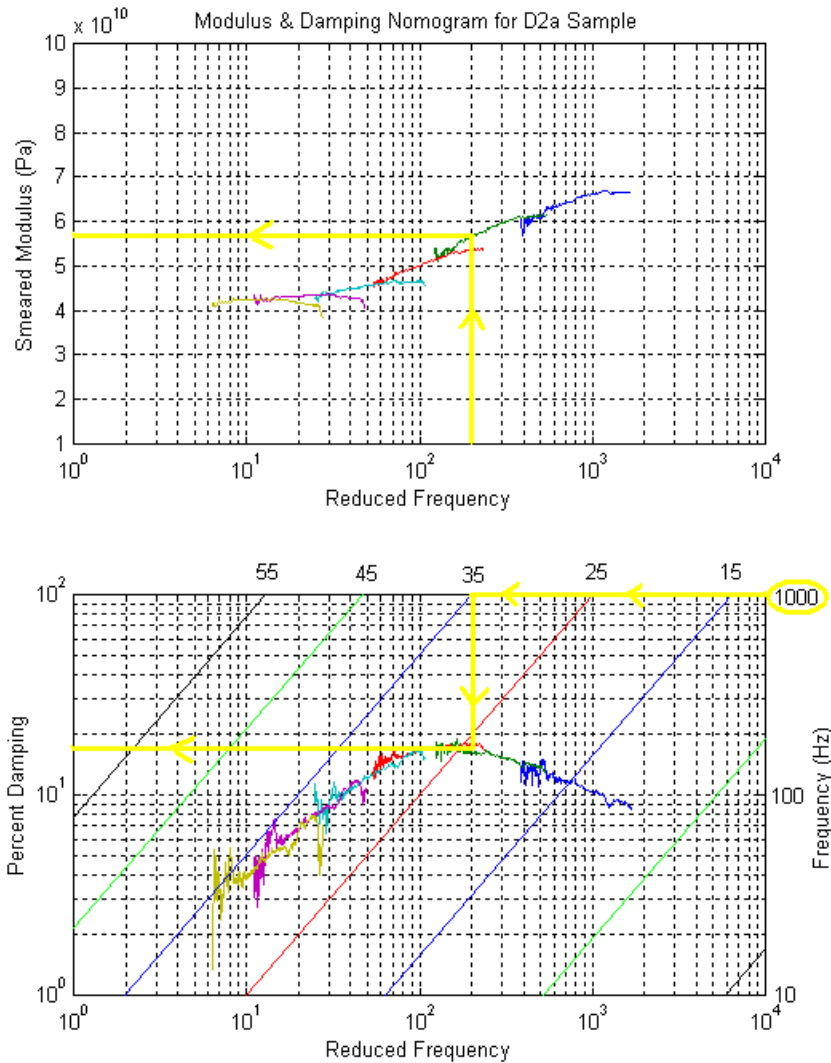 Modulus & Damping Nomogram for D2a Sample
x 10^10
10
9
8
7
6
5
4
3
2
1
Smeared Modulus (Pa)
10^0 10^1 10^2 10^3 10^4
Reduced Frequency
55 45 35 25 15
10^2
10^1
10^0
Percent Damping
1000
100
10
Frequency (Hz)
10^0 10^1 10^2 10^3 10^4
Reduced Frequency